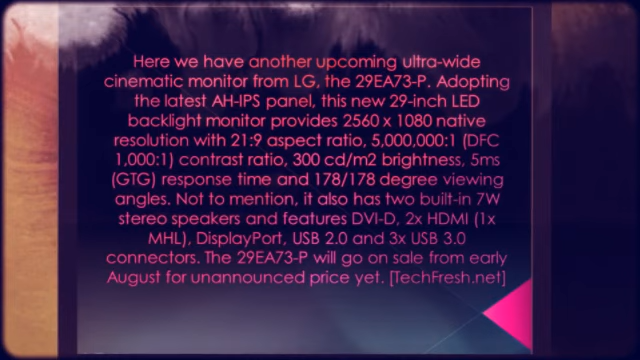 Here we have another upcoming ultra-wide
cinematic monitor from LG, the 29EA73-P. Adopting
the latest AH-IPS panel, this new 29-inch LED
backlight monitor provides 2560 x 1080 native
resolution with 21:9 aspect ratio, 5,000,000:1 (DFC
1,000:1) contrast ratio, 300 cd/m2 brightness, 5ms
(GTG) response time and 178/178 degree viewing
angles. Not to mention, it also has two built-in 7W
stereo speakers and features DVI-D, 2x HDMI (1x
MHL), DisplayPort, USB 2.0 and 3x USB 3.0
connectors. The 29EA73-P will go on sale from early
August for unannounced price yet. [TechFresh.net]